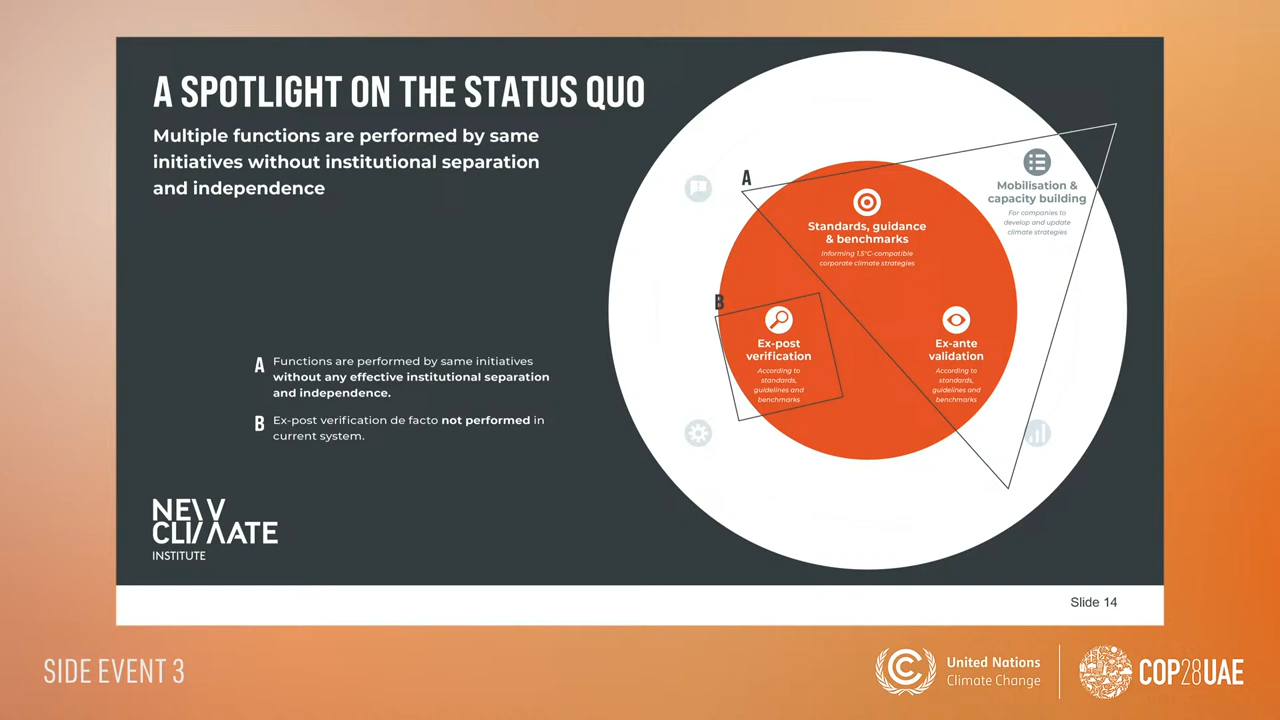 A SPOTLIGHT ON THE STATUS QUO
Multiple functions are performed by same
initiatives without institutional separation
and independence
A Functions are performed by same initiatives
without any effective institutional separation
and independence.
B Ex-post verification de facto not performed in
current system.
NEW
CLIMATE
INSTITUTE
A
Standards, guidance
& benchmarks
Informing 1.5°C-compatible
corporate climate strategies
Mobilisation &
capacity building
For companies to
develop and update
climate strategies
B
Ex-post
verification
According to
standards,
guidelines and
benchmarks
Ex-ante
validation
According to
standards,
guidelines and
benchmarks
Slide 14
SIDE EVENT 3
United Nations
Climate Change
COP28UAE